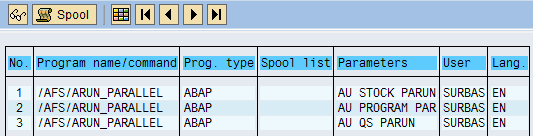 Spool
No. Program name/command Prog. type Spool list Parameters User Lang.
1 /AFS/ARUN_PARALLEL ABAP AU STOCK PARUN SURBAS EN
2 /AFS/ARUN_PARALLEL ABAP AU PROGRAM PAR SURBAS EN
3 /AFS/ARUN_PARALLEL ABAP AU QS PARUN SURBAS EN